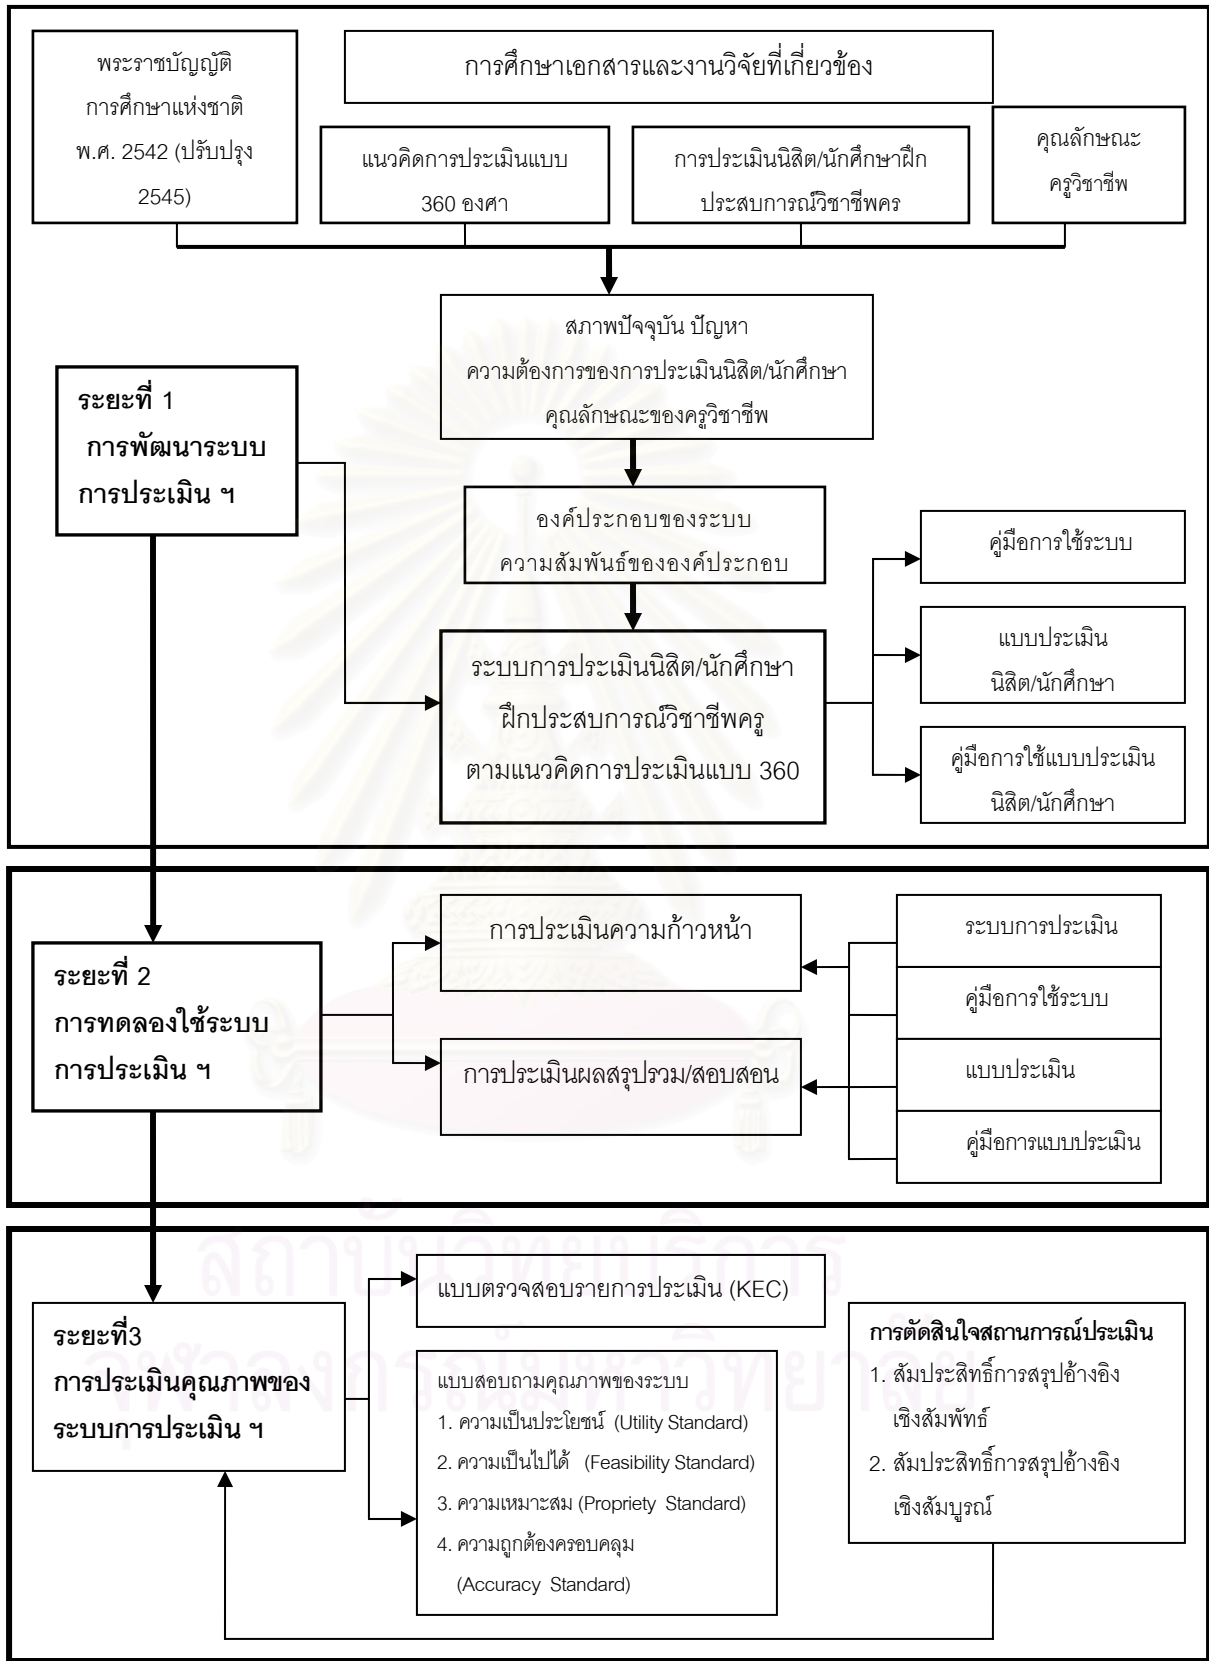 พระราชบัญญัติ
การศึกษาแห่งชาติ
พ.ศ. 2542 (ปรับปรุง
2545)
การศึกษาเอกสารและงานวิจัยที่เกี่ยวข้อง
แนวคิดการประเมินแบบ
360 องศา
การประเมินนิสิต/นักศึกษาฝึก
ประสบการณ์วิชาชีพคร
คุณลักษณะ
ครูวิชาชีพ
สภาพปัจจุบัน ปัญหา
ความต้องการของการประเมินนิสิต/นักศึกษา
คุณลักษณะของครูวิชาชีพ
ระยะที่ 1
การพัฒนาระบบ
การประเมิน ฯ
องค์ประกอบของระบบ
ความสัมพันธ์ขององค์ประกอบ
ระบบการประเมินนิสิต/นักศึกษา
ฝึกประสบการณ์วิชาชีพครู
ตามแนวคิดการประเมินแบบ 360
คู่มือการใช้ระบบ
แบบประเมิน
นิสิต/นักศึกษา
คู่มือการใช้แบบประเมิน
นิสิต/นักศึกษา
ระยะที่ 2
การทดลองใช้ระบบ
การประเมิน ฯ
การประเมินความก้าวหน้า
การประเมินผลสรุปรวม/สอบสอน
ระบบการประเมิน
คู่มือการใช้ระบบ
แบบประเมิน
คู่มือการแบบประเมิน
สถาบันวิทยบริการ
จุฬาลงกรณ์มหาวิทยาลัย
ระยะที่3
การประเมินคุณภาพของ
ระบบการประเมิน ฯ
แบบตรวจสอบรายการประเมิน (KEC)
แบบสอบถามคุณภาพของระบบ
1. ความเป็นประโยชน์ (Utility Standard)
2. ความเป็นไปได้ (Feasibility Standard)
3. ความเหมาะสม (Propriety Standard)
4. ความถูกต้องครอบคลุม
(Accuracy Standard)
การตัดสินใจสถานการณ์ประเมิน
1. สัมประสิทธิ์การสรุปอ้างอิง
เชิงสัมพัทธ์
2. สัมประสิทธิ์การสรุปอ้างอิง
เชิงสัมบูรณ์